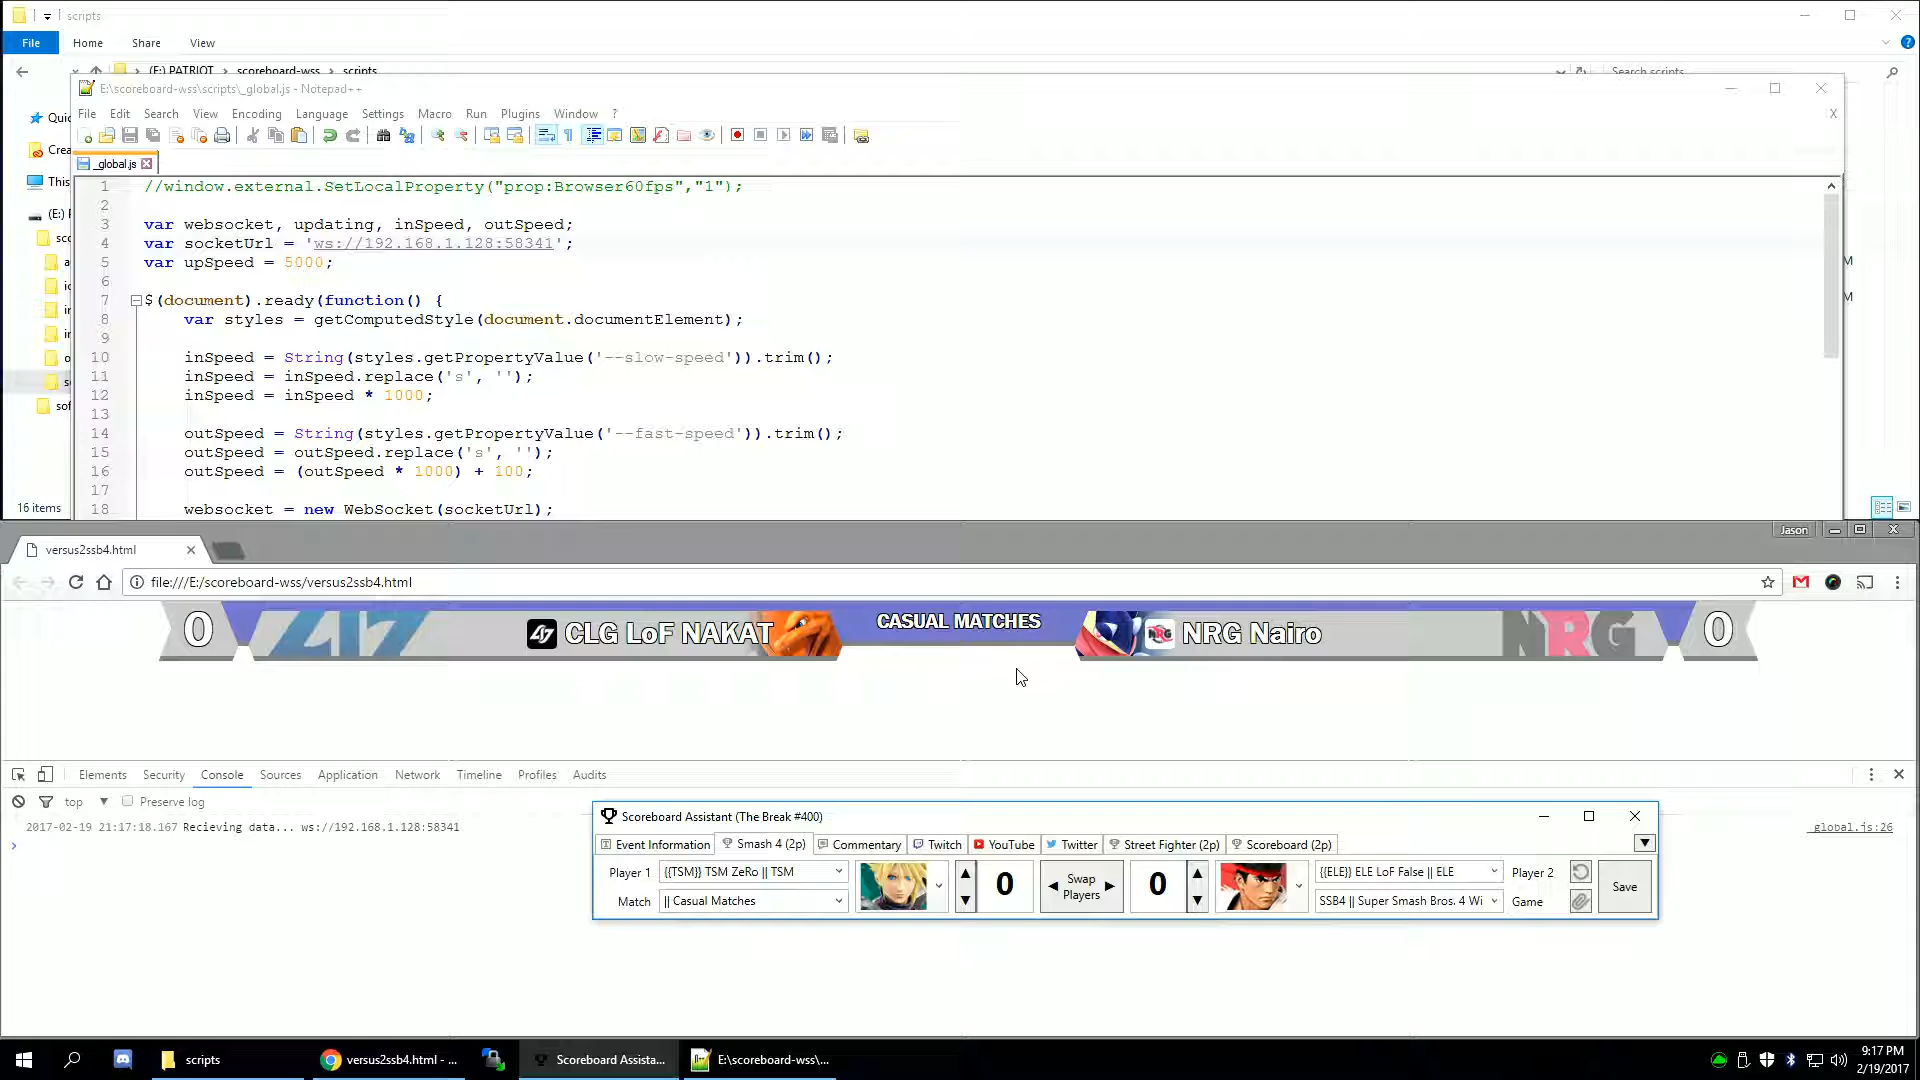 scripts
File Home Share View
(E:) PATRIOT > scoreboard-wss > scripts
Search scripts
E:\scoreboard-wss\scripts\_global.js - Notepad++
File Edit Search View Encoding Language Settings Macro Run Plugins Window ?
X
_global.js
1 //window.external.SetLocalProperty("prop:Browser60fps","1");
2
3 var websocket, updating, inSpeed, outSpeed;
4 var socketUrl = 'ws://192.168.1.128:58341';
5 var upSpeed = 5000;
6
7 $(document).ready(function() {
8 var styles = getComputedStyle(document.documentElement);
9
10 inSpeed = String(styles.getPropertyValue('--slow-speed')).trim();
11 inSpeed = inSpeed.replace('s', '');
12 inSpeed = inSpeed * 1000;
13
14 outSpeed = String(styles.getPropertyValue('--fast-speed')).trim();
15 outSpeed = outSpeed.replace('s', '');
16 outSpeed = (outSpeed * 1000) + 100;
17
18 websocket = new WebSocket(socketUrl);
Quic
Crea
This
(E:) P
sco
sof
16 items
Jason
versus2ssb4.html
file:///E:/scoreboard-wss/versus2ssb4.html
0 CLG LoF NAKAT CASUAL MATCHES NRG NRG Nairo NRG 0
Elements Security Console Sources Application Network Timeline Profiles Audits
top Preserve log
2017-02-19 21:17:18.167 Recieving data... ws://192.168.1.128:58341
_global.js:26
Scoreboard Assistant (The Break #400)
Event Information Smash 4 (2p) Commentary Twitch YouTube Twitter Street Fighter (2p) Scoreboard (2p)
Player 1 {{TSM}} TSM ZeRo || TSM 0 Swap Players 0 {{ELE}} ELE LoF False || ELE Player 2 Save
Match || Casual Matches SSB4 || Super Smash Bros. 4 Wi Game
scripts versus2ssb4.html - ... Scoreboard Assista... E:\scoreboard-wss\...
9:17 PM
2/19/2017